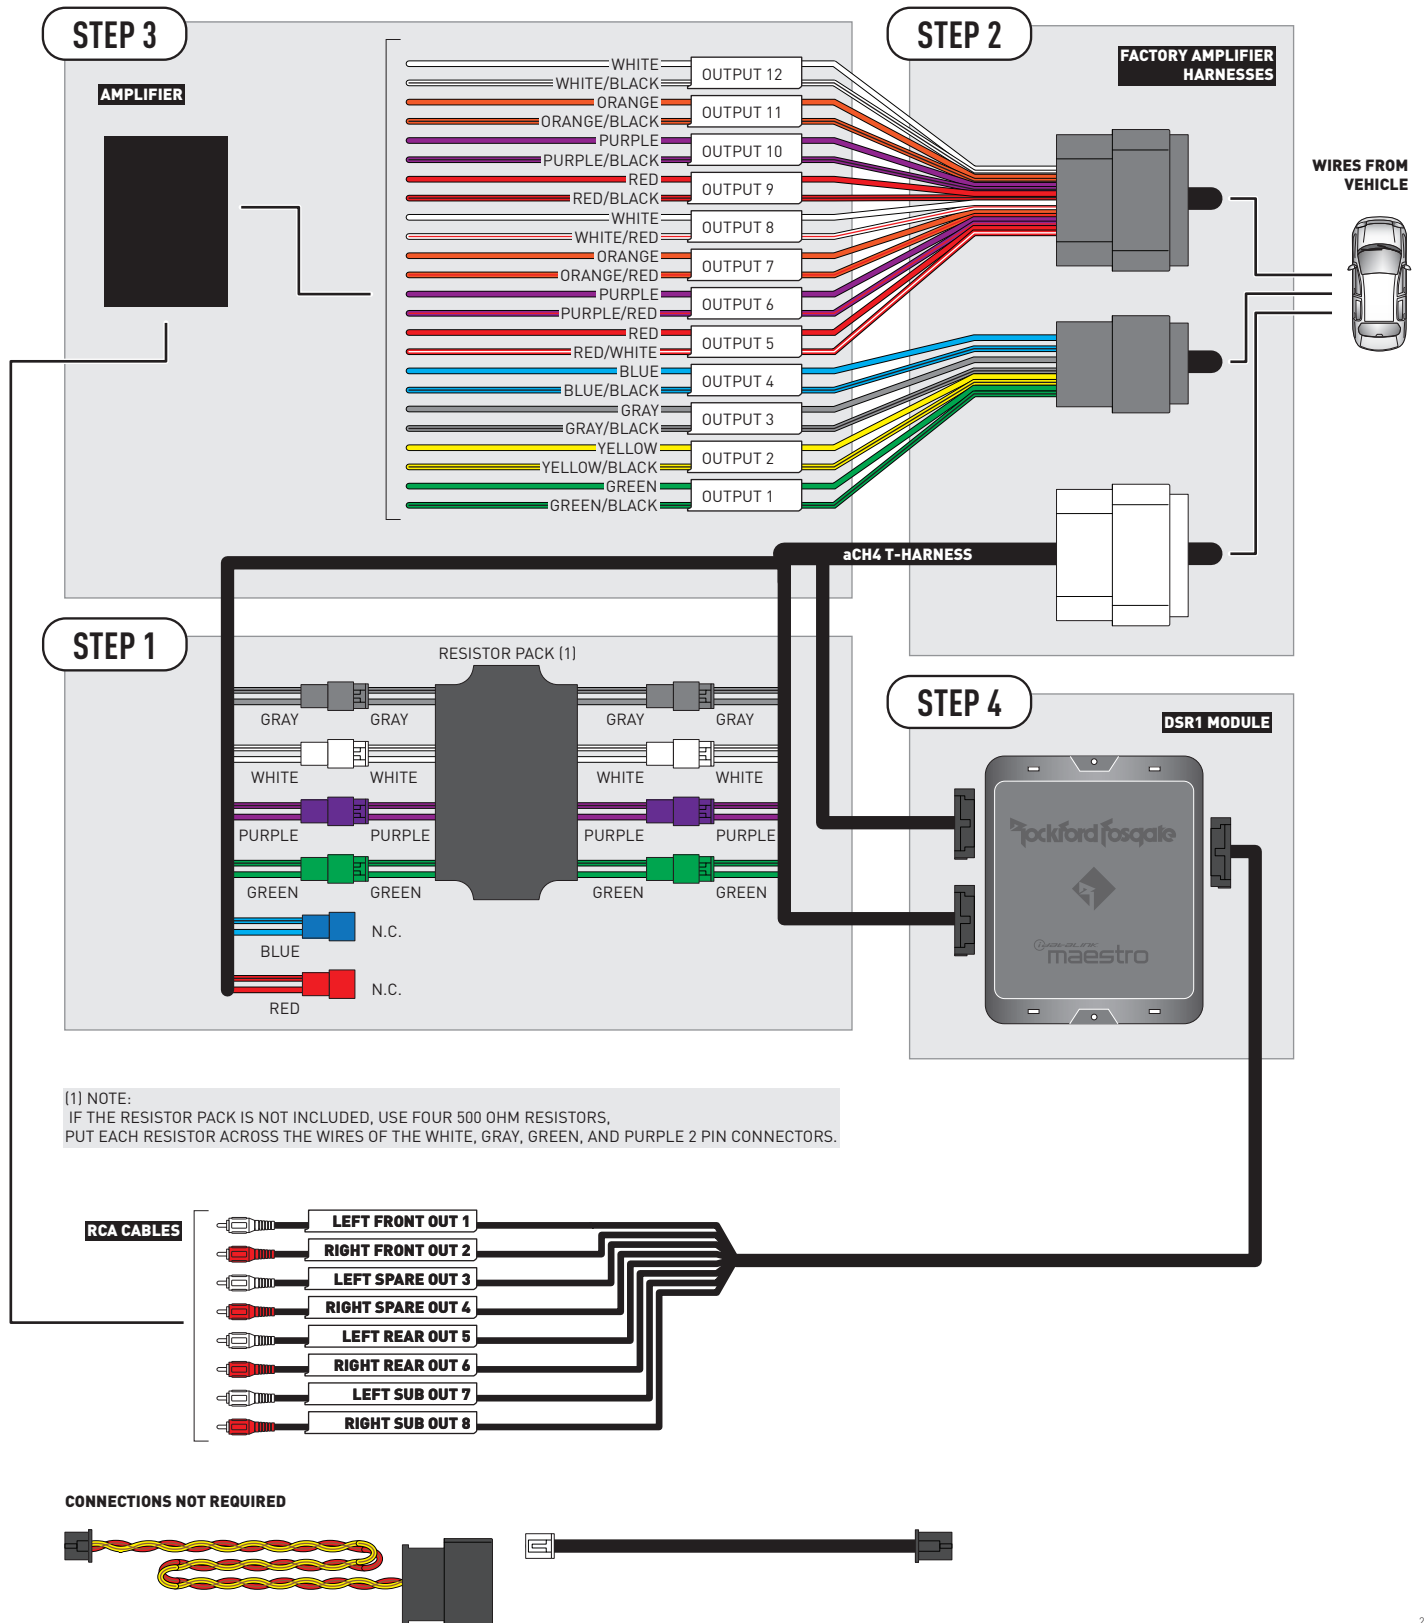 STEP 3
STEP 2
AMPLIFIER
FACTORY AMPLIFIER
HARNESSES
WIRES FROM
VEHICLE
WHITE
WHITE/BLACK
OUTPUT 12
ORANGE
ORANGE/BLACK
OUTPUT 11
PURPLE
PURPLE/BLACK
OUTPUT 10
RED
RED/BLACK
OUTPUT 9
WHITE
WHITE/RED
OUTPUT 8
ORANGE
ORANGE/RED
OUTPUT 7
PURPLE
PURPLE/RED
OUTPUT 6
RED
RED/WHITE
OUTPUT 5
BLUE
BLUE/BLACK
OUTPUT 4
GRAY
GRAY/BLACK
OUTPUT 3
YELLOW
YELLOW/BLACK
OUTPUT 2
GREEN
GREEN/BLACK
OUTPUT 1
aCH4 T-HARNESS
STEP 1
RESISTOR PACK (1)
GRAY GRAY GRAY GRAY
WHITE WHITE WHITE WHITE
PURPLE PURPLE PURPLE PURPLE
GREEN GREEN GREEN GREEN
N.C.
BLUE
N.C.
RED
STEP 4
DSR1 MODULE
Rockford Fosgate
iDATALINK
maestro
(1) NOTE:
IF THE RESISTOR PACK IS NOT INCLUDED, USE FOUR 500 OHM RESISTORS,
PUT EACH RESISTOR ACROSS THE WIRES OF THE WHITE, GRAY, GREEN, AND PURPLE 2 PIN CONNECTORS.
RCA CABLES
LEFT FRONT OUT 1
RIGHT FRONT OUT 2
LEFT SPARE OUT 3
RIGHT SPARE OUT 4
LEFT REAR OUT 5
RIGHT REAR OUT 6
LEFT SUB OUT 7
RIGHT SUB OUT 8
CONNECTIONS NOT REQUIRED
2